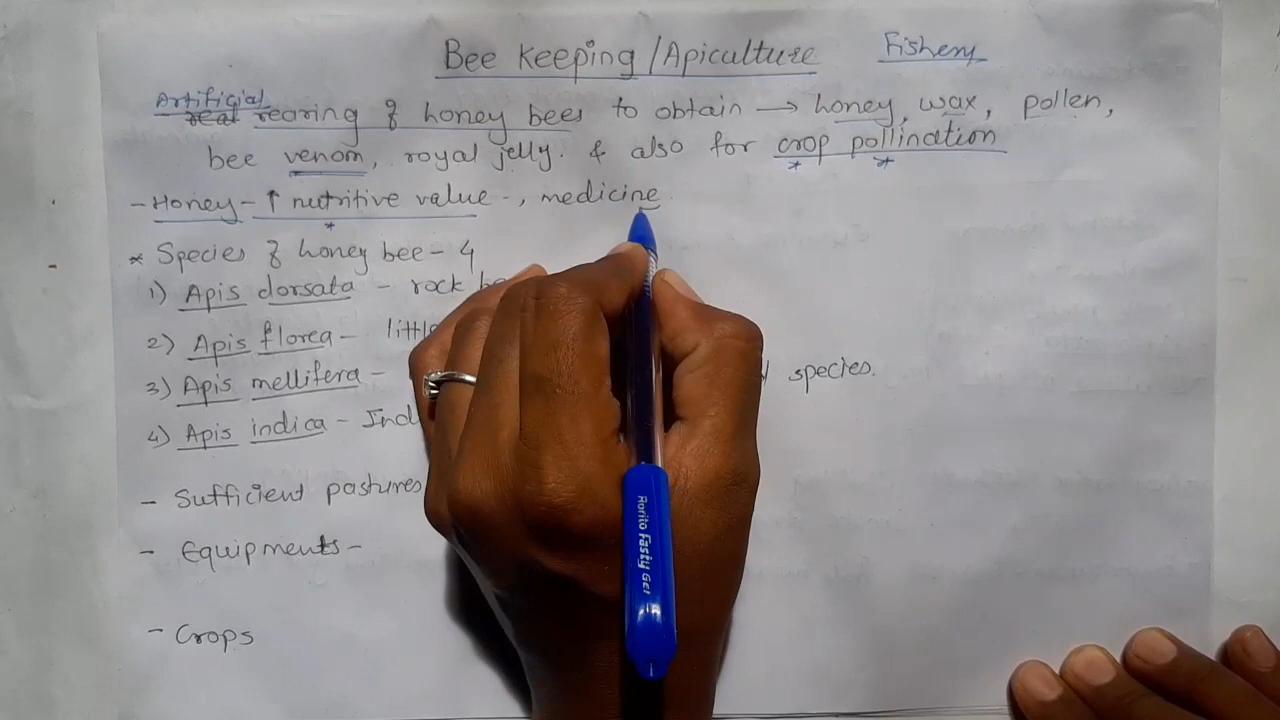 Bee Keeping / Apiculture Fishery
Artificial
real rearing of honey bees to obtain → honey, wax, pollen,
bee venom, royal jelly. & also for crop pollination
- Honey - ↑ nutritive value -, medicine.
* Species of honey bee - 4
1) Apis dorsata - rock
2) Apis florea - little
3) Apis mellifera - species.
4) Apis indica -
- Sufficient pastures
- Equipments -
- Crops
Rorito Fasty Gel